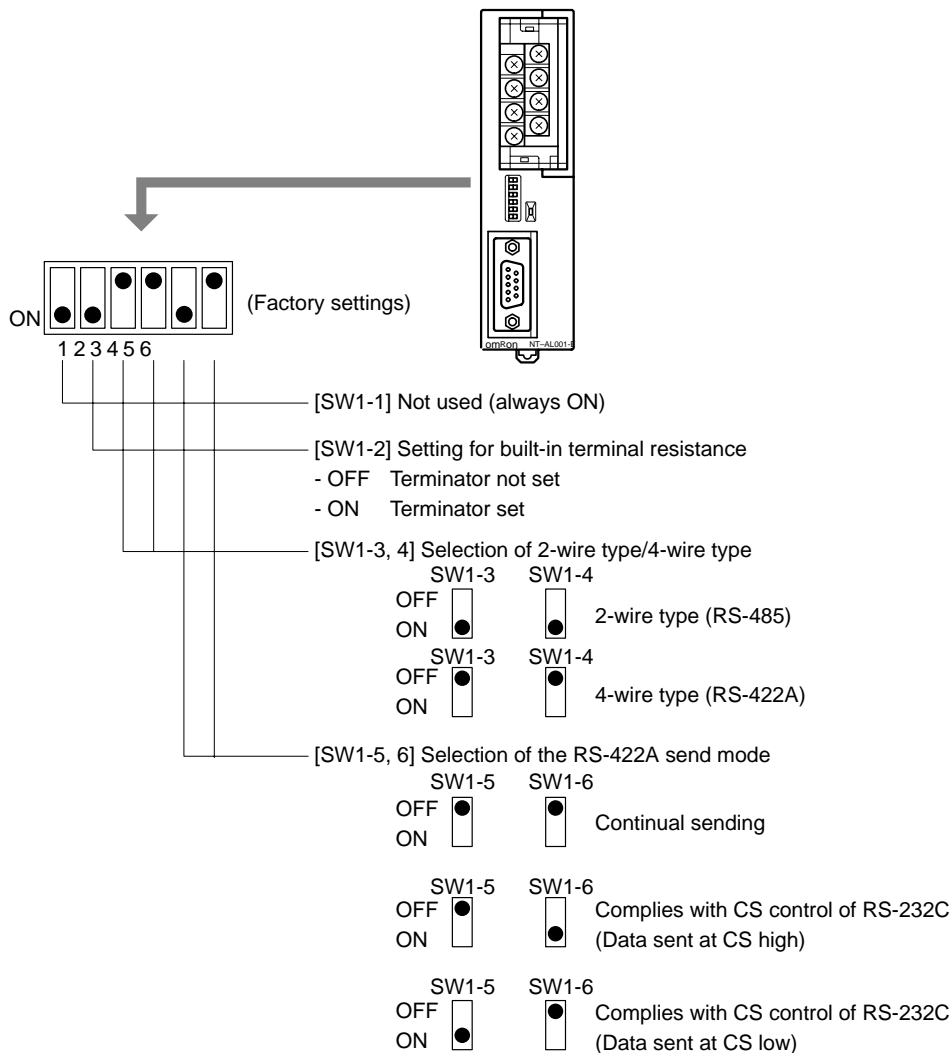 omRon NT-AL001-E
ON
(Factory settings)
1 2 3 4 5 6
[SW1-1] Not used (always ON)
[SW1-2] Setting for built-in terminal resistance
- OFF Terminator not set
- ON Terminator set
[SW1-3, 4] Selection of 2-wire type/4-wire type
SW1-3 SW1-4
OFF
ON
2-wire type (RS-485)
SW1-3 SW1-4
OFF
ON
4-wire type (RS-422A)
[SW1-5, 6] Selection of the RS-422A send mode
SW1-5 SW1-6
OFF
ON
Continual sending
SW1-5 SW1-6
OFF
ON
Complies with CS control of RS-232C
(Data sent at CS high)
SW1-5 SW1-6
OFF
ON
Complies with CS control of RS-232C
(Data sent at CS low)